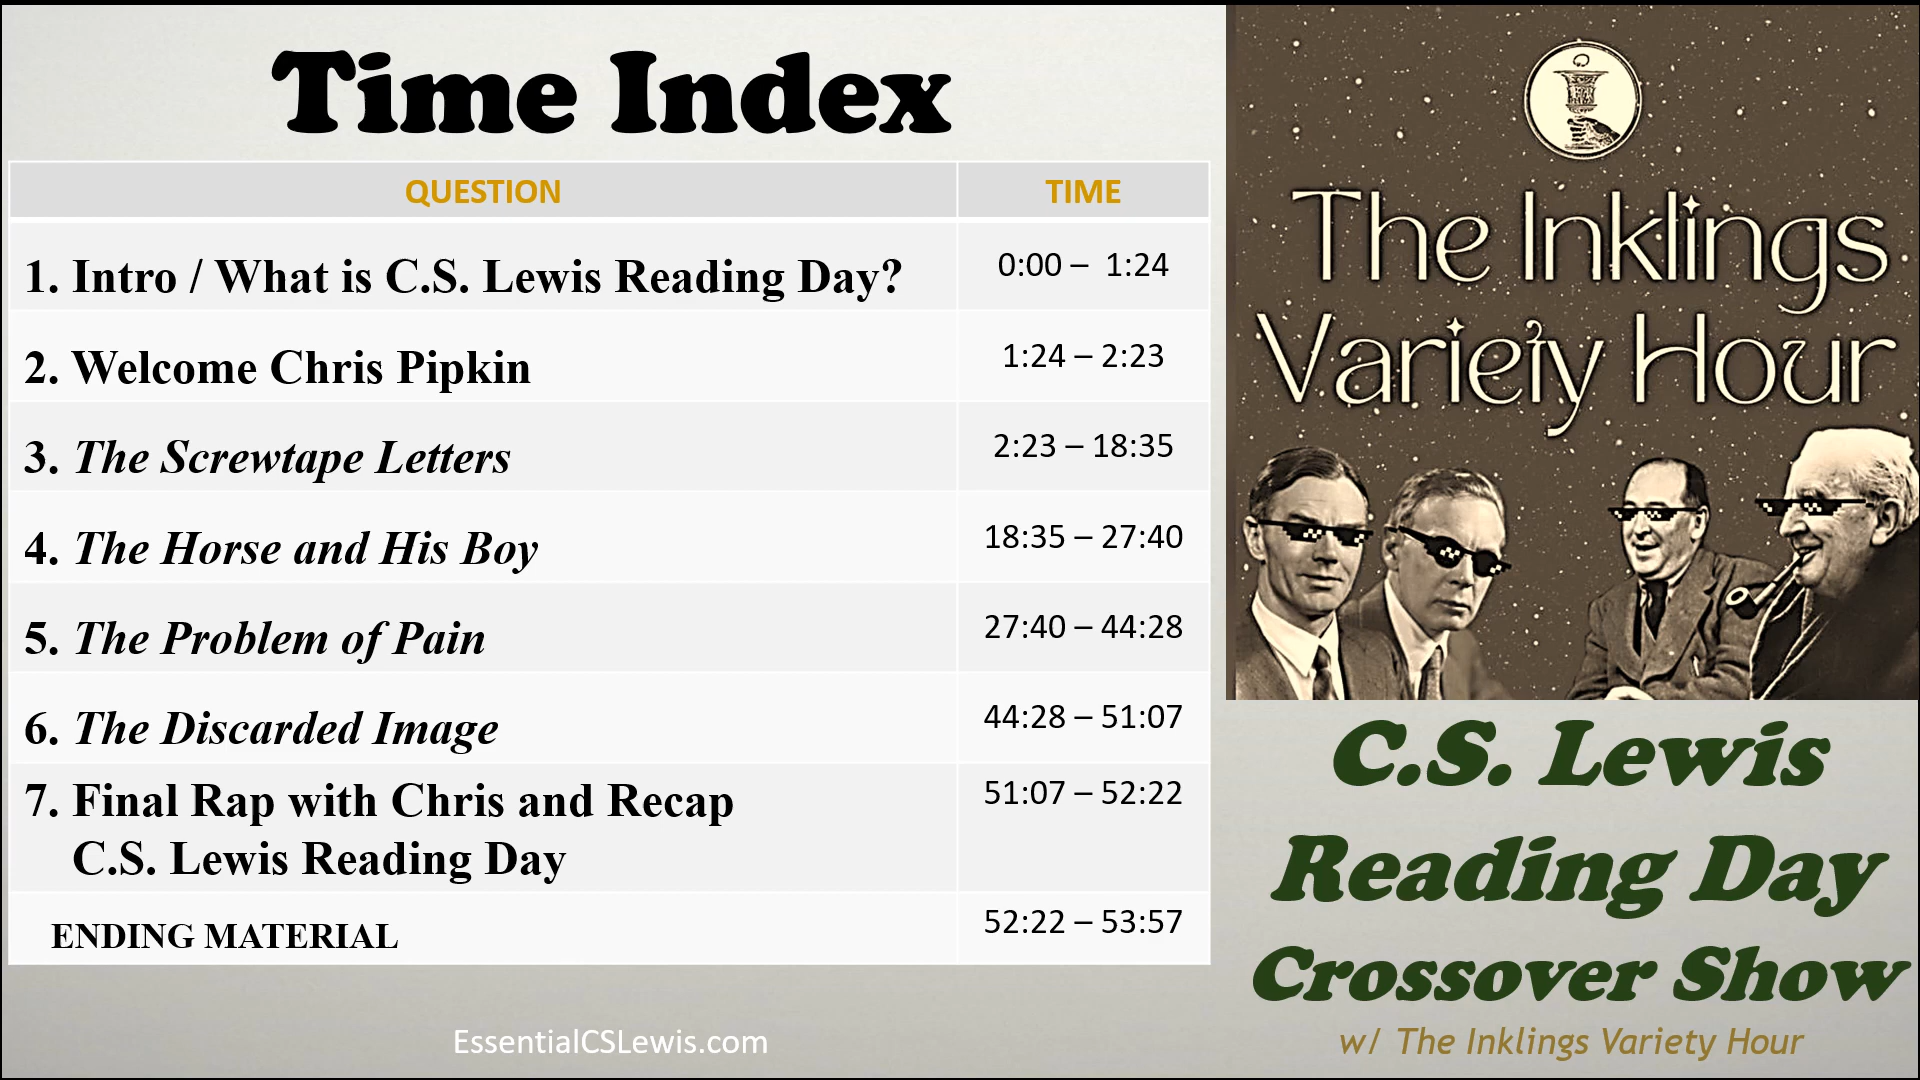 Time Index
QUESTION TIME
1. Intro / What is C.S. Lewis Reading Day? 0:00 – 1:24
2. Welcome Chris Pipkin 1:24 – 2:23
3. The Screwtape Letters 2:23 – 18:35
4. The Horse and His Boy 18:35 – 27:40
5. The Problem of Pain 27:40 – 44:28
6. The Discarded Image 44:28 – 51:07
7. Final Rap with Chris and Recap 51:07 – 52:22
C.S. Lewis Reading Day
ENDING MATERIAL 52:22 – 53:57
EssentialCSLewis.com
The Inklings
Variety Hour
C.S. Lewis
Reading Day
Crossover Show
w/ The Inklings Variety Hour